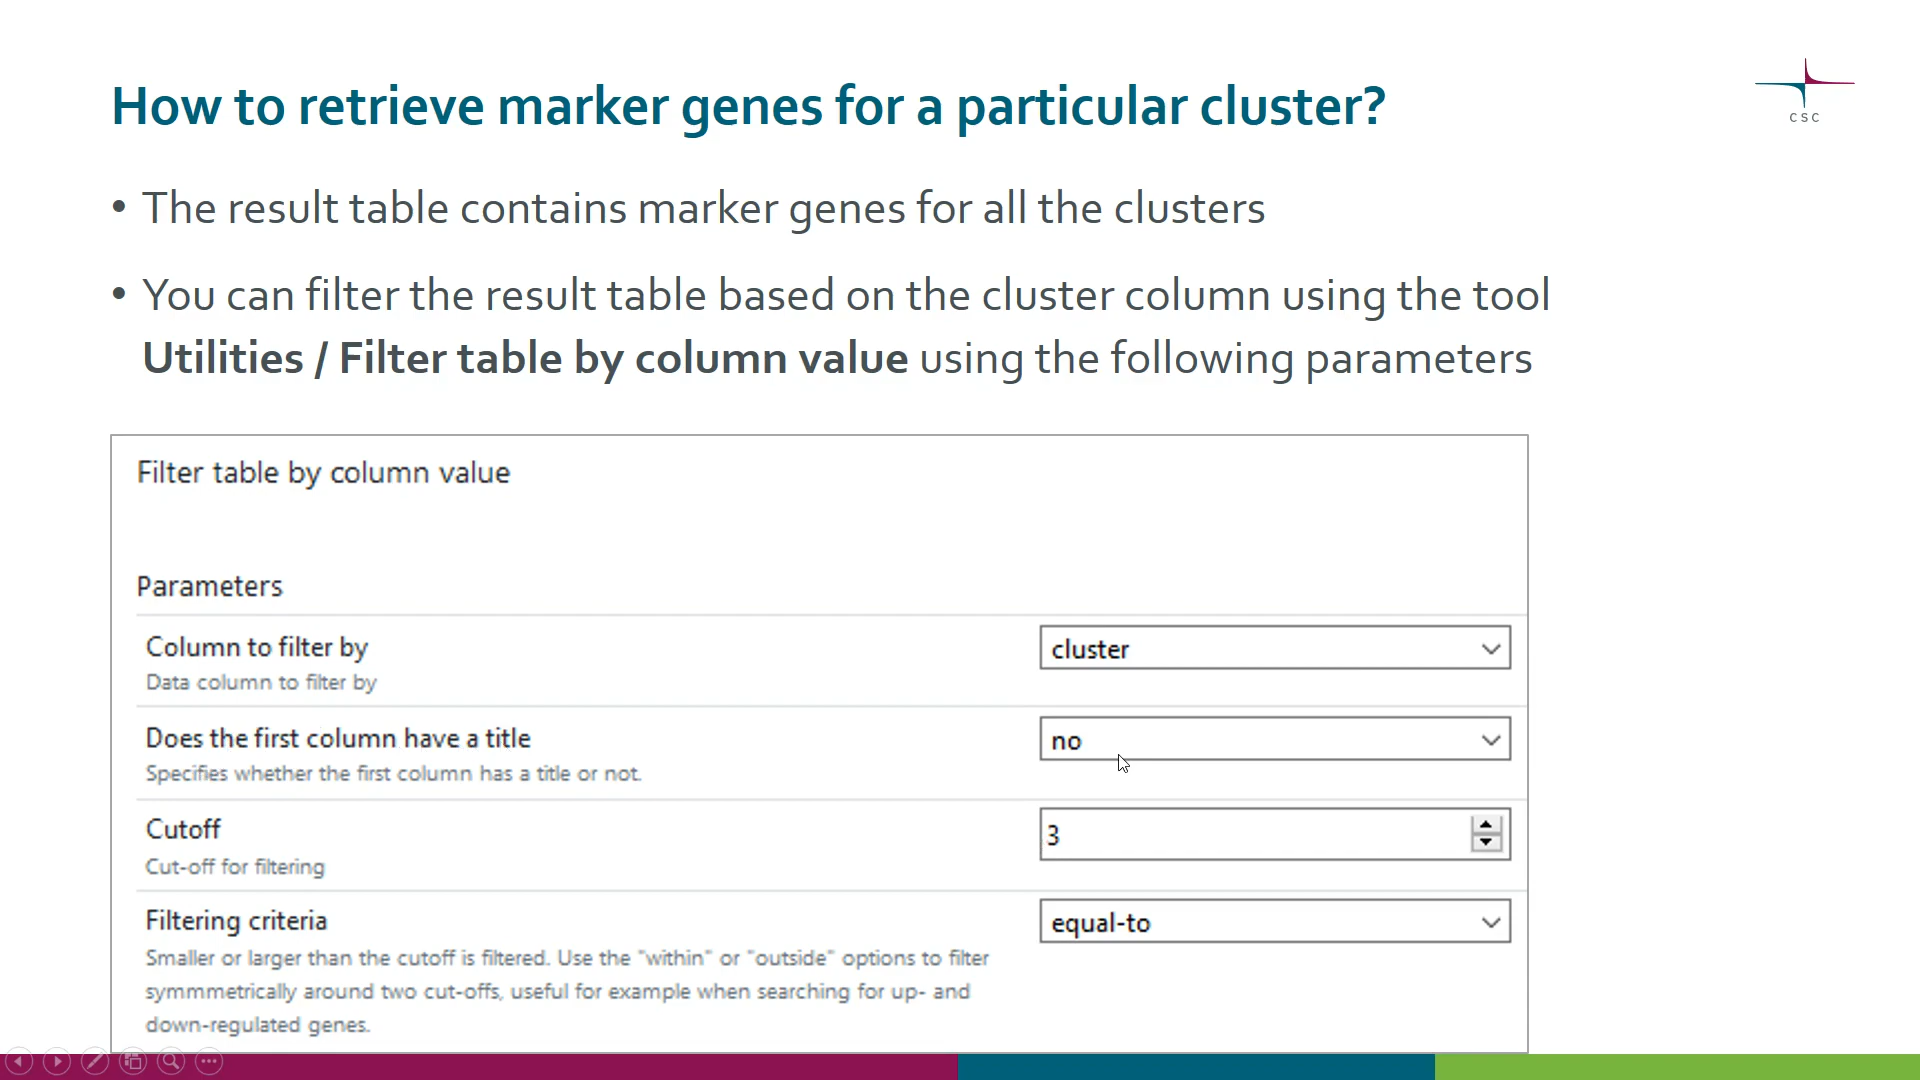 How to retrieve marker genes for a particular cluster?
CSC
• The result table contains marker genes for all the clusters
• You can filter the result table based on the cluster column using the tool
Utilities / Filter table by column value using the following parameters
Filter table by column value
Parameters
Column to filter by
cluster
Data column to filter by
Does the first column have a title
no
Specifies whether the first column has a title or not.
Cutoff
3
Cut-off for filtering
Filtering criteria
equal-to
Smaller or larger than the cutoff is filtered. Use the "within" or "outside" options to filter
symmmetrically around two cut-offs, useful for example when searching for up- and
down-regulated genes.